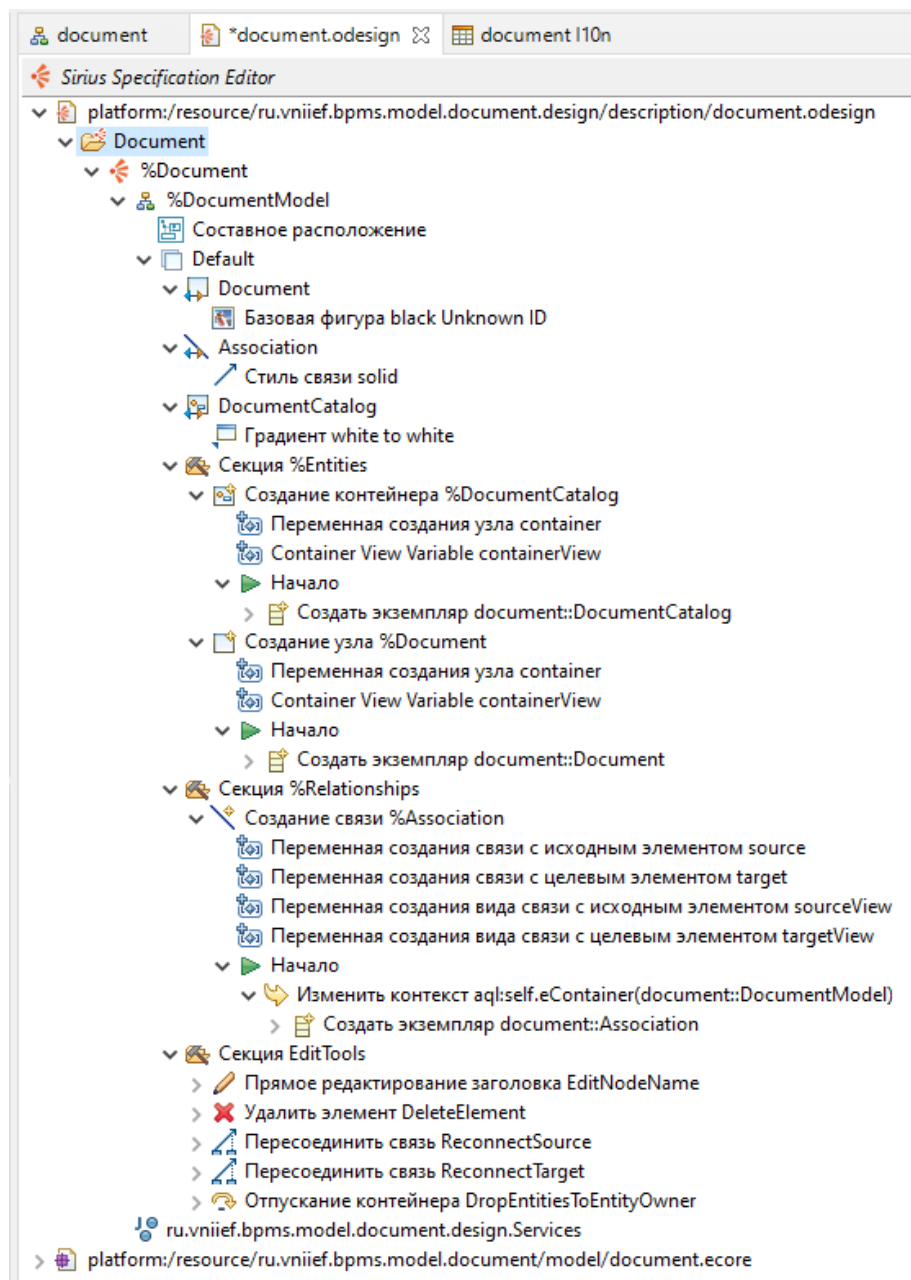 document
*document.odesign
document l10n
Sirius Specification Editor
platform:/resource/ru.vniief.bpms.model.document.design/description/document.odesign
Document
%Document
%DocumentModel
Составное расположение
Default
Document
Базовая фигура black Unknown ID
Association
Стиль связи solid
DocumentCatalog
Градиент white to white
Секция %Entities
Создание контейнера %DocumentCatalog
Переменная создания узла container
Container View Variable containerView
Начало
Создать экземпляр document::DocumentCatalog
Создание узла %Document
Переменная создания узла container
Container View Variable containerView
Начало
Создать экземпляр document::Document
Секция %Relationships
Создание связи %Association
Переменная создания связи с исходным элементом source
Переменная создания связи с целевым элементом target
Переменная создания вида связи с исходным элементом sourceView
Переменная создания вида связи с целевым элементом targetView
Начало
Изменить контекст aql:self.eContainer(document::DocumentModel)
Создать экземпляр document::Association
Секция EditTools
Прямое редактирование заголовка EditNodeName
Удалить элемент DeleteElement
Пересоединить связь ReconnectSource
Пересоединить связь ReconnectTarget
Отпускание контейнера DropEntitiesToEntityOwner
ru.vniief.bpms.model.document.design.Services
platform:/resource/ru.vniief.bpms.model.document/model/document.ecore